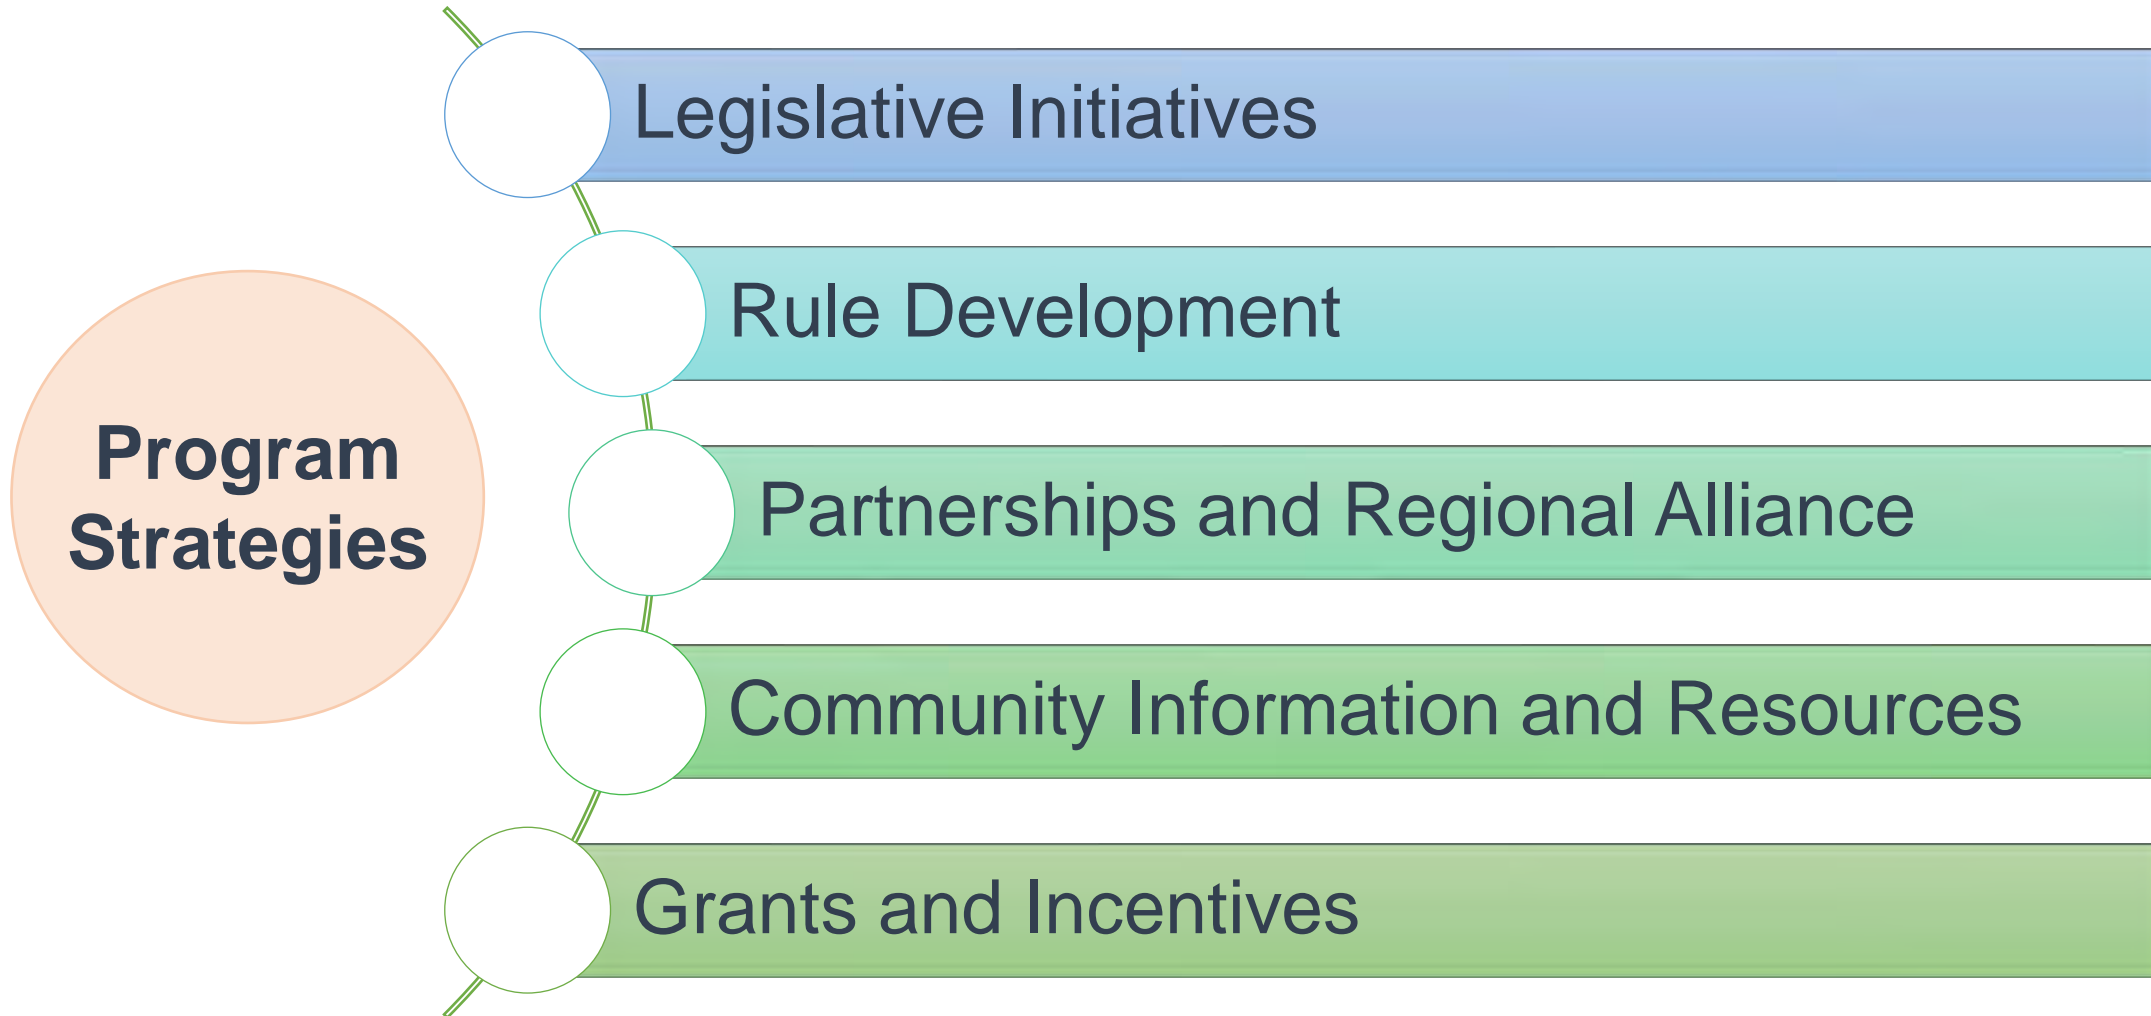 Program
Strategies
Legislative Initiatives
Rule Development
Partnerships and Regional Alliance
Community Information and Resources
Grants and Incentives